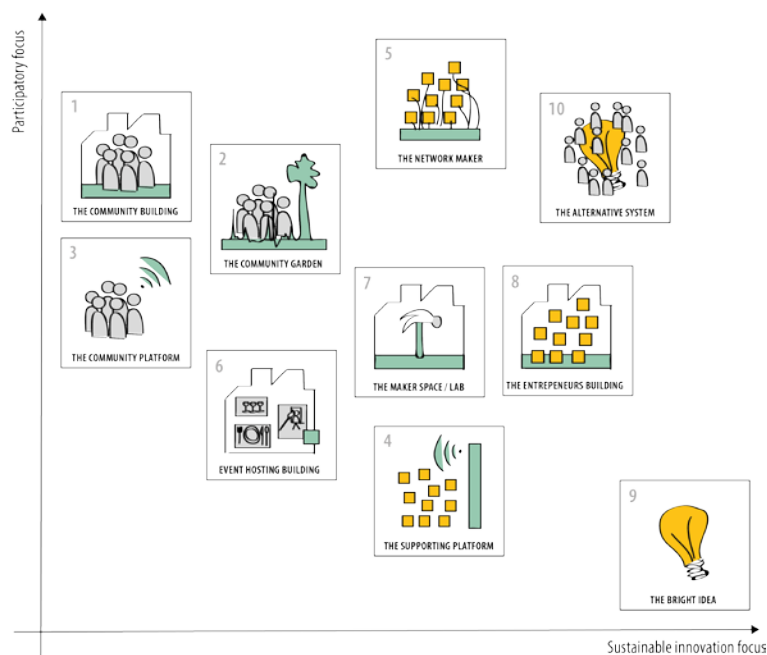 Participatory focus
5
THE NETWORK MAKER
1
THE COMMUNITY BUILDING
10
THE ALTERNATIVE SYSTEM
2
THE COMMUNITY GARDEN
3
THE COMMUNITY PLATFORM
7
THE MAKER SPACE / LAB
8
THE ENTREPENEURS BUILDING
6
EVENT HOSTING BUILDING
4
THE SUPPORTING PLATFORM
9
THE BRIGHT IDEA
Sustainable innovation focus